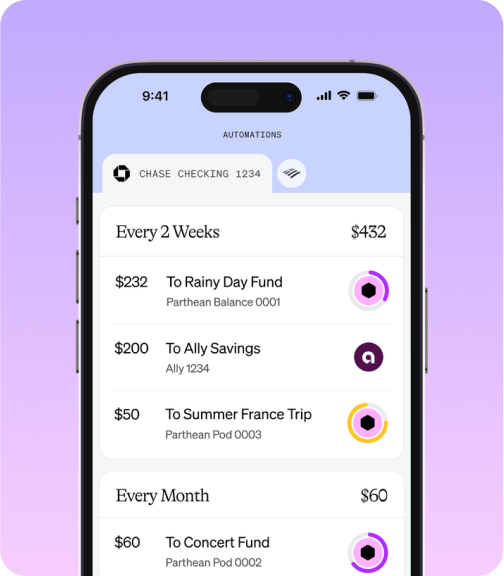 9:41
AUTOMATIONS
CHASE CHECKING 1234
Every 2 Weeks $432
$232 To Rainy Day Fund
Parthean Balance 0001
$200 To Ally Savings
Ally 1234
a
$50 To Summer France Trip
Parthean Pod 0003
Every Month $60
$60 To Concert Fund
Parthean Pod 0002